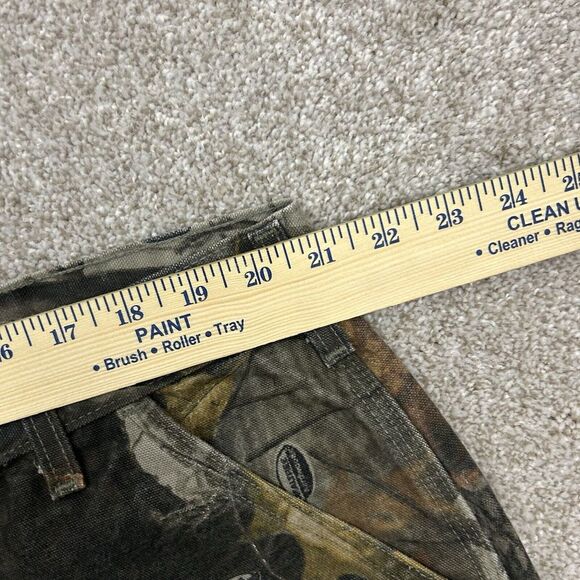 6 17 18 19 20 21 22 23 24 25
PAINT
• Brush • Roller • Tray
CLEAN U
• Cleaner • Rag